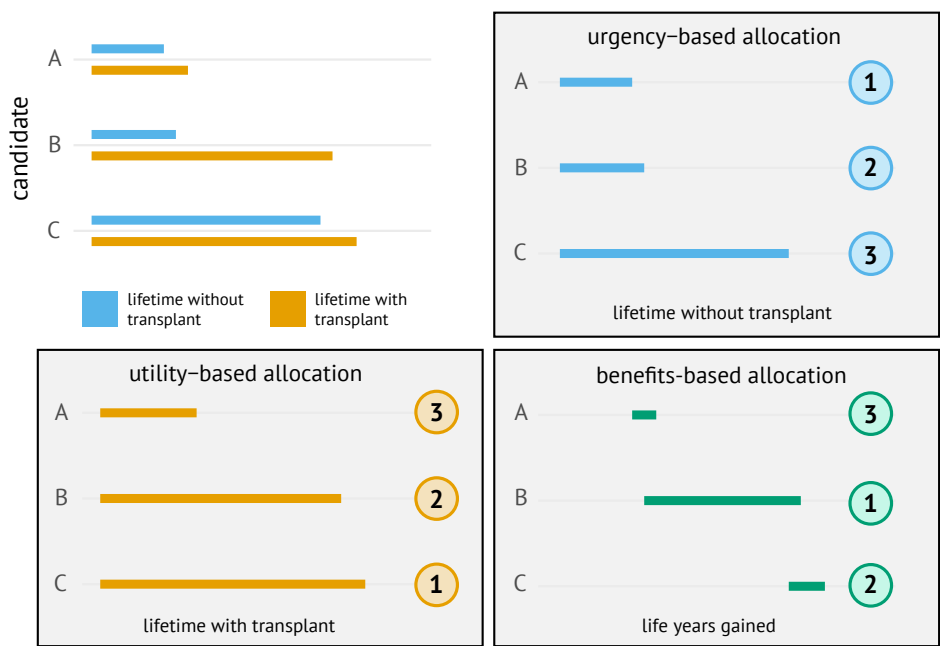 candidate
A
B
C
lifetime without
transplant
lifetime with
transplant
urgency−based allocation
A
1
B
2
C
3
lifetime without transplant
utility−based allocation
A
3
B
2
C
1
lifetime with transplant
benefits-based allocation
A
3
B
1
C
2
life years gained